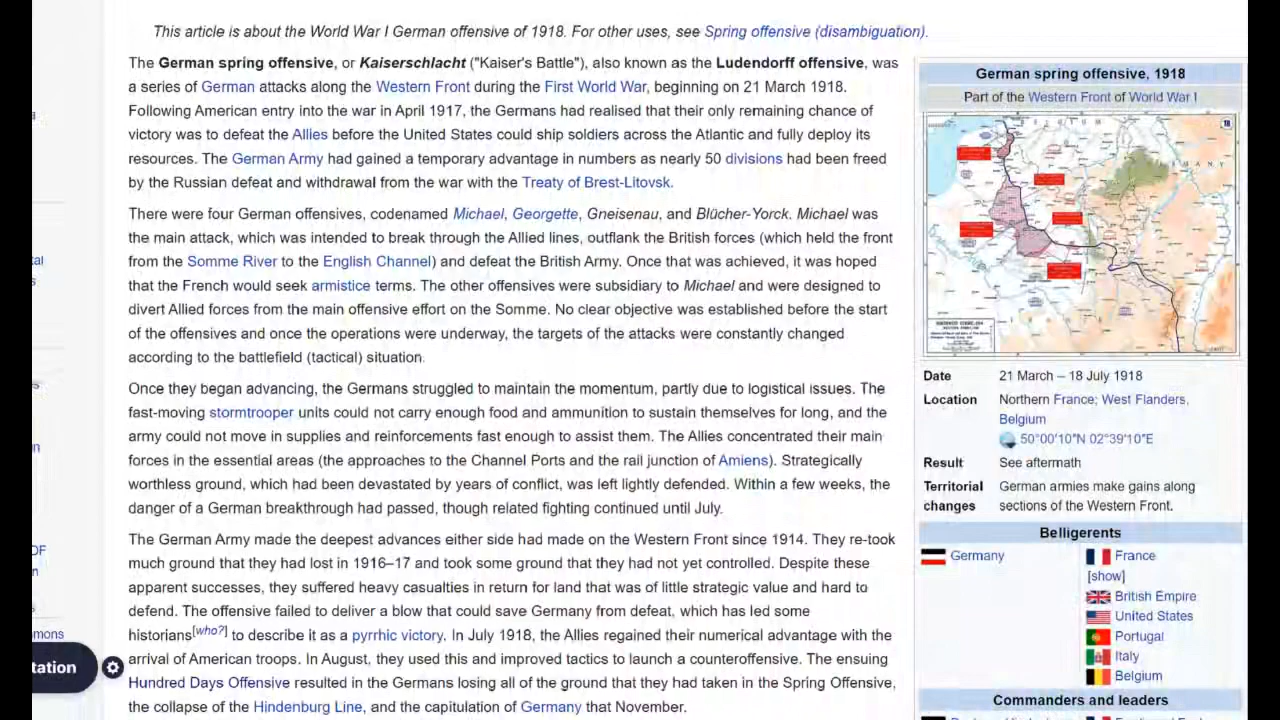 This article is about the World War I German offensive of 1918. For other uses, see Spring offensive (disambiguation).
The German spring offensive, or Kaiserschlacht ("Kaiser's Battle"), also known as the Ludendorff offensive, was
a series of German attacks along the Western Front during the First World War, beginning on 21 March 1918.
Following American entry into the war in April 1917, the Germans had realised that their only remaining chance of
victory was to defeat the Allies before the United States could ship soldiers across the Atlantic and fully deploy its
resources. The German Army had gained a temporary advantage in numbers as nearly 50 divisions had been freed
by the Russian defeat and withdrawal from the war with the Treaty of Brest-Litovsk.
There were four German offensives, codenamed Michael, Georgette, Gneisenau, and Blücher-Yorck. Michael was
the main attack, which was intended to break through the Allied lines, outflank the British forces (which held the front
from the Somme River to the English Channel) and defeat the British Army. Once that was achieved, it was hoped
that the French would seek armistice terms. The other offensives were subsidiary to Michael and were designed to
divert Allied forces from the main offensive effort on the Somme. No clear objective was established before the start
of the offensives and once the operations were underway, the targets of the attacks were constantly changed
according to the battlefield (tactical) situation.
Once they began advancing, the Germans struggled to maintain the momentum, partly due to logistical issues. The
fast-moving stormtrooper units could not carry enough food and ammunition to sustain themselves for long, and the
army could not move in supplies and reinforcements fast enough to assist them. The Allies concentrated their main
forces in the essential areas (the approaches to the Channel Ports and the rail junction of Amiens). Strategically
worthless ground, which had been devastated by years of conflict, was left lightly defended. Within a few weeks, the
danger of a German breakthrough had passed, though related fighting continued until July.
The German Army made the deepest advances either side had made on the Western Front since 1914. They re-took
much ground that they had lost in 1916–17 and took some ground that they had not yet controlled. Despite these
apparent successes, they suffered heavy casualties in return for land that was of little strategic value and hard to
defend. The offensive failed to deliver a blow that could save Germany from defeat, which has led some
historians[who?] to describe it as a pyrrhic victory. In July 1918, the Allies regained their numerical advantage with the
arrival of American troops. In August, they used this and improved tactics to launch a counteroffensive. The ensuing
Hundred Days Offensive resulted in the Germans losing all of the ground that they had taken in the Spring Offensive,
the collapse of the Hindenburg Line, and the capitulation of Germany that November.
German spring offensive, 1918
Part of the Western Front of World War I
Date 21 March – 18 July 1918
Location Northern France; West Flanders,
Belgium
50°00′10″N 02°39′10″E
Result See aftermath
Territorial German armies make gains along
changes sections of the Western Front.
Belligerents
Germany France
[show]
British Empire
United States
Portugal
Italy
Belgium
Commanders and leaders
tation